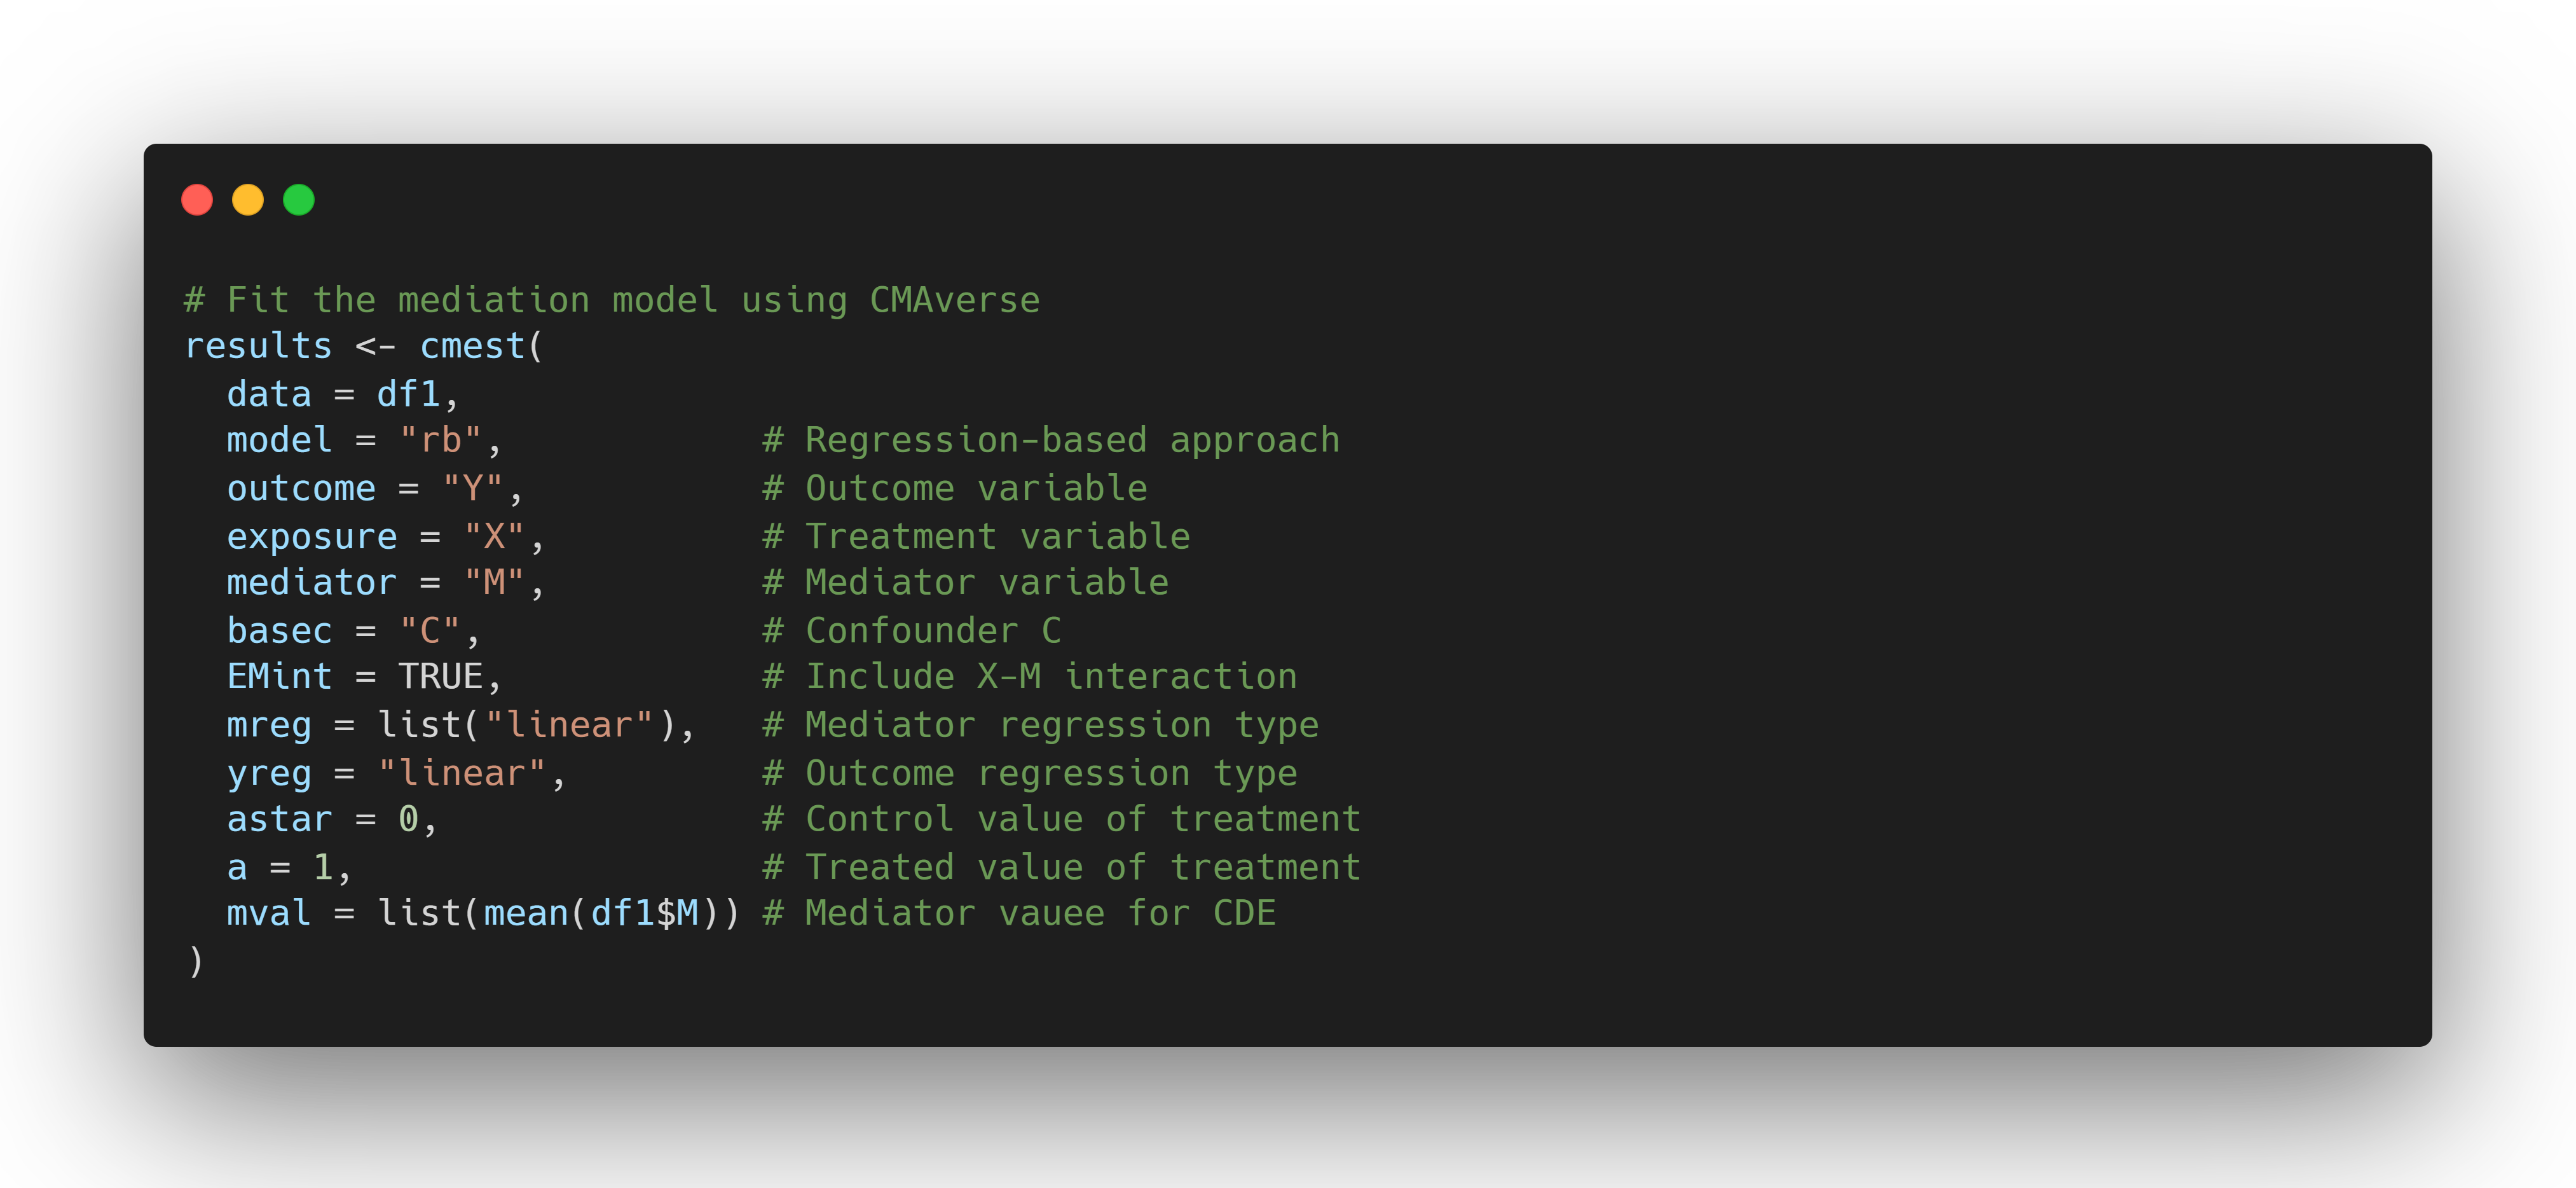 # Fit the mediation model using CMAverse
results <- cmest(
  data = df1,
  model = "rb",            # Regression-based approach
  outcome = "Y",           # Outcome variable
  exposure = "X",          # Treatment variable
  mediator = "M",          # Mediator variable
  basec = "C",             # Confounder C
  EMint = TRUE,            # Include X-M interaction
  mreg = list("linear"),   # Mediator regression type
  yreg = "linear",         # Outcome regression type
  astar = 0,               # Control value of treatment
  a = 1,                   # Treated value of treatment
  mval = list(mean(df1$M)) # Mediator vauee for CDE
)